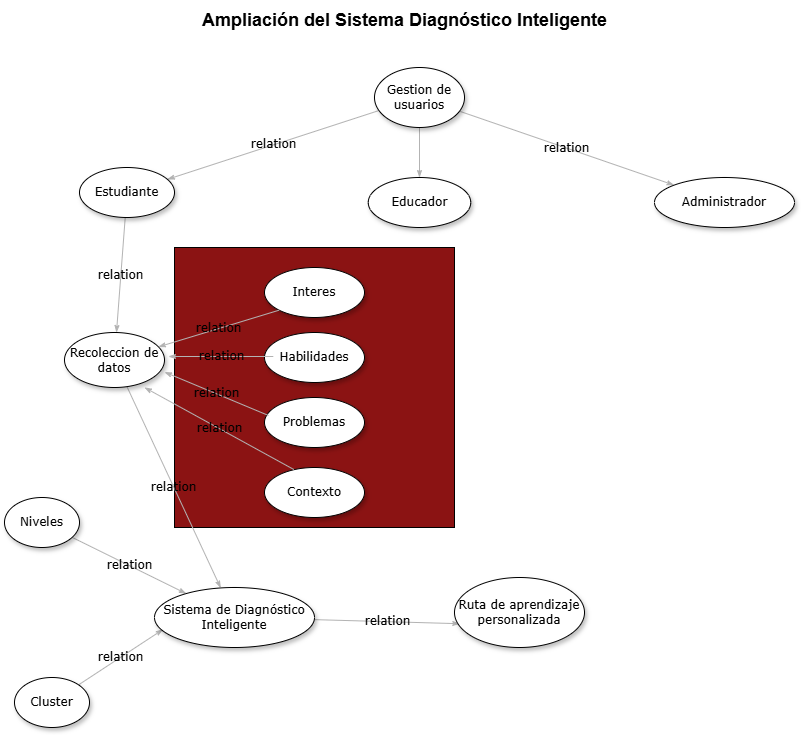 Ampliación del Sistema Diagnóstico Inteligente
Gestion de
usuarios
relation
relation
Estudiante
Educador
Administrador
relation
Interes
relation
Recoleccion de
datos
relation
Habilidades
relation
Problemas
relation
Contexto
relation
Niveles
relation
Sistema de Diagnóstico
Inteligente
relation
Ruta de aprendizaje
personalizada
relation
Cluster